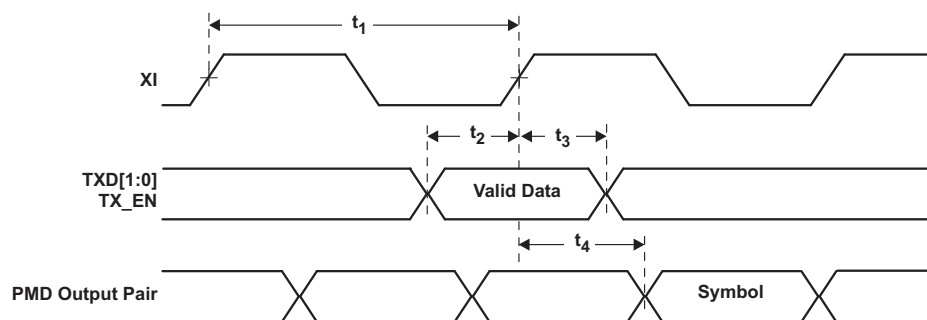 t1
XI
t2
t3
TXD[1:0]
TX_EN
Valid Data
t4
PMD Output Pair
Symbol